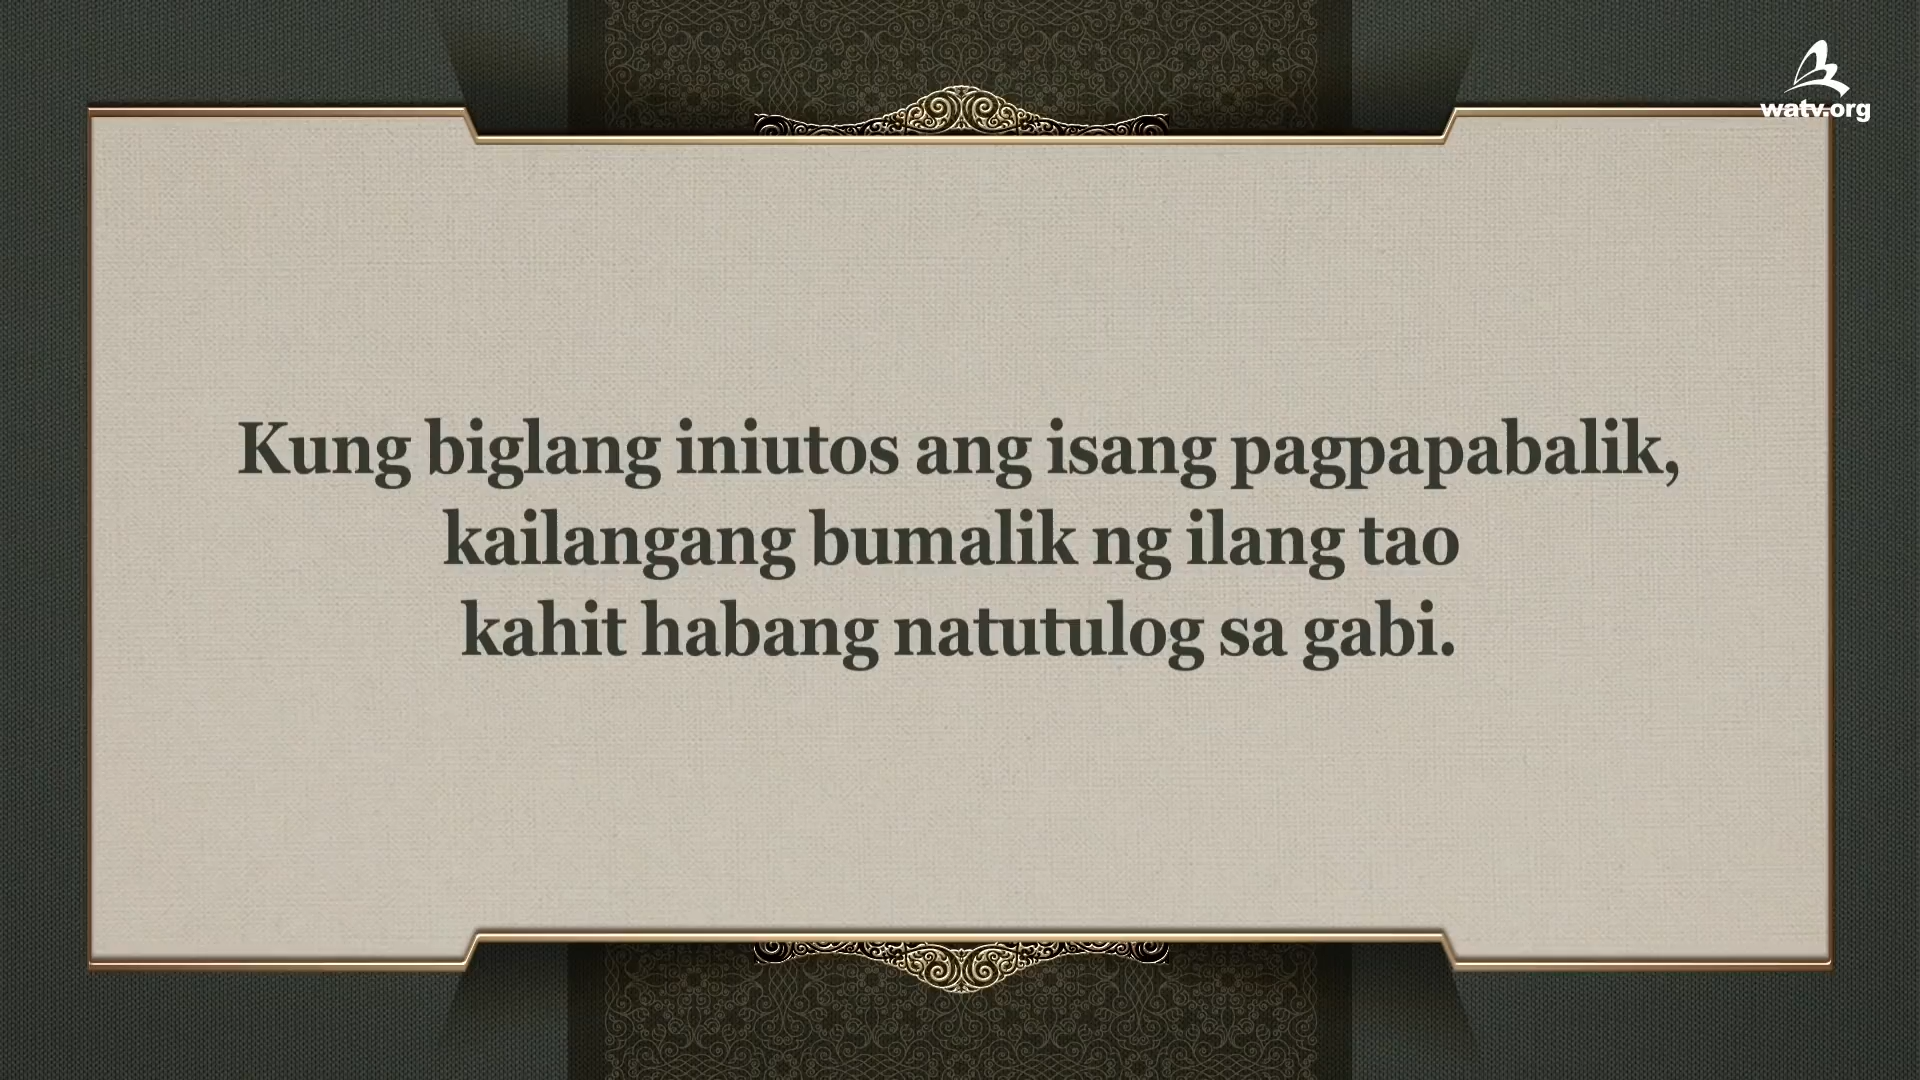 watv.org
Kung biglang iniutos ang isang pagpapabalik,
kailangang bumalik ng ilang tao
kahit habang natutulog sa gabi.